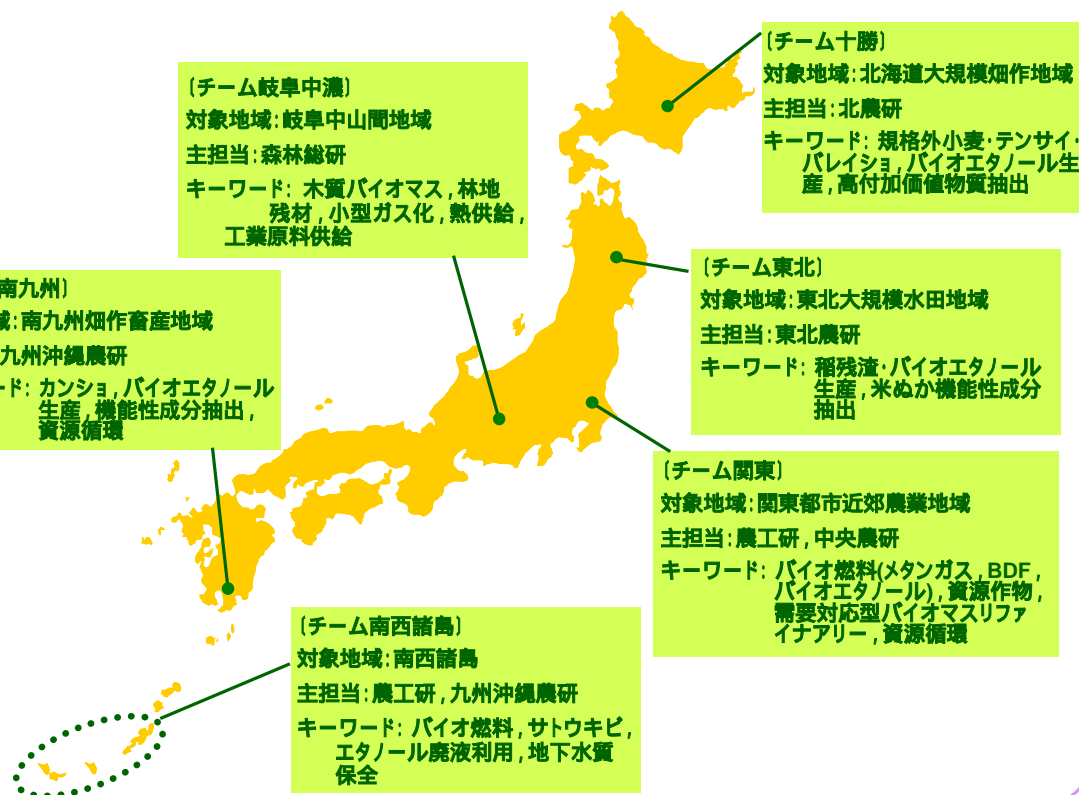 〔チーム十勝〕
対象地域:北海道大規模畑作地域
主担当:北農研
キーワード: 規格外小麦・テンサイ・
バレイショ,バイオエタノール生
産,高付加価値物質抽出
〔チーム岐阜中濃〕
対象地域:岐阜中山間地域
主担当:森林総研
キーワード: 木質バイオマス,林地
残材,小型ガス化,熱供給,
工業原料供給
〔チーム東北〕
対象地域:東北大規模水田地域
主担当:東北農研
キーワード: 稲残渣・バイオエタノール
生産,米ぬか機能性成分
抽出
南九州〕
域:南九州畑作畜産地域
九州沖縄農研
ード: カンショ,バイオエタノール
生産,機能性成分抽出,
資源循環
〔チーム関東〕
対象地域:関東都市近郊農業地域
主担当:農工研,中央農研
キーワード: バイオ燃料(メタンガス,BDF,
バイオエタノール),資源作物,
需要対応型バイオマスリファ
イナアリー,資源循環
〔チーム南西諸島〕
対象地域:南西諸島
主担当:農工研,九州沖縄農研
キーワード: バイオ燃料,サトウキビ,
エタノール廃液利用,地下水質
保全